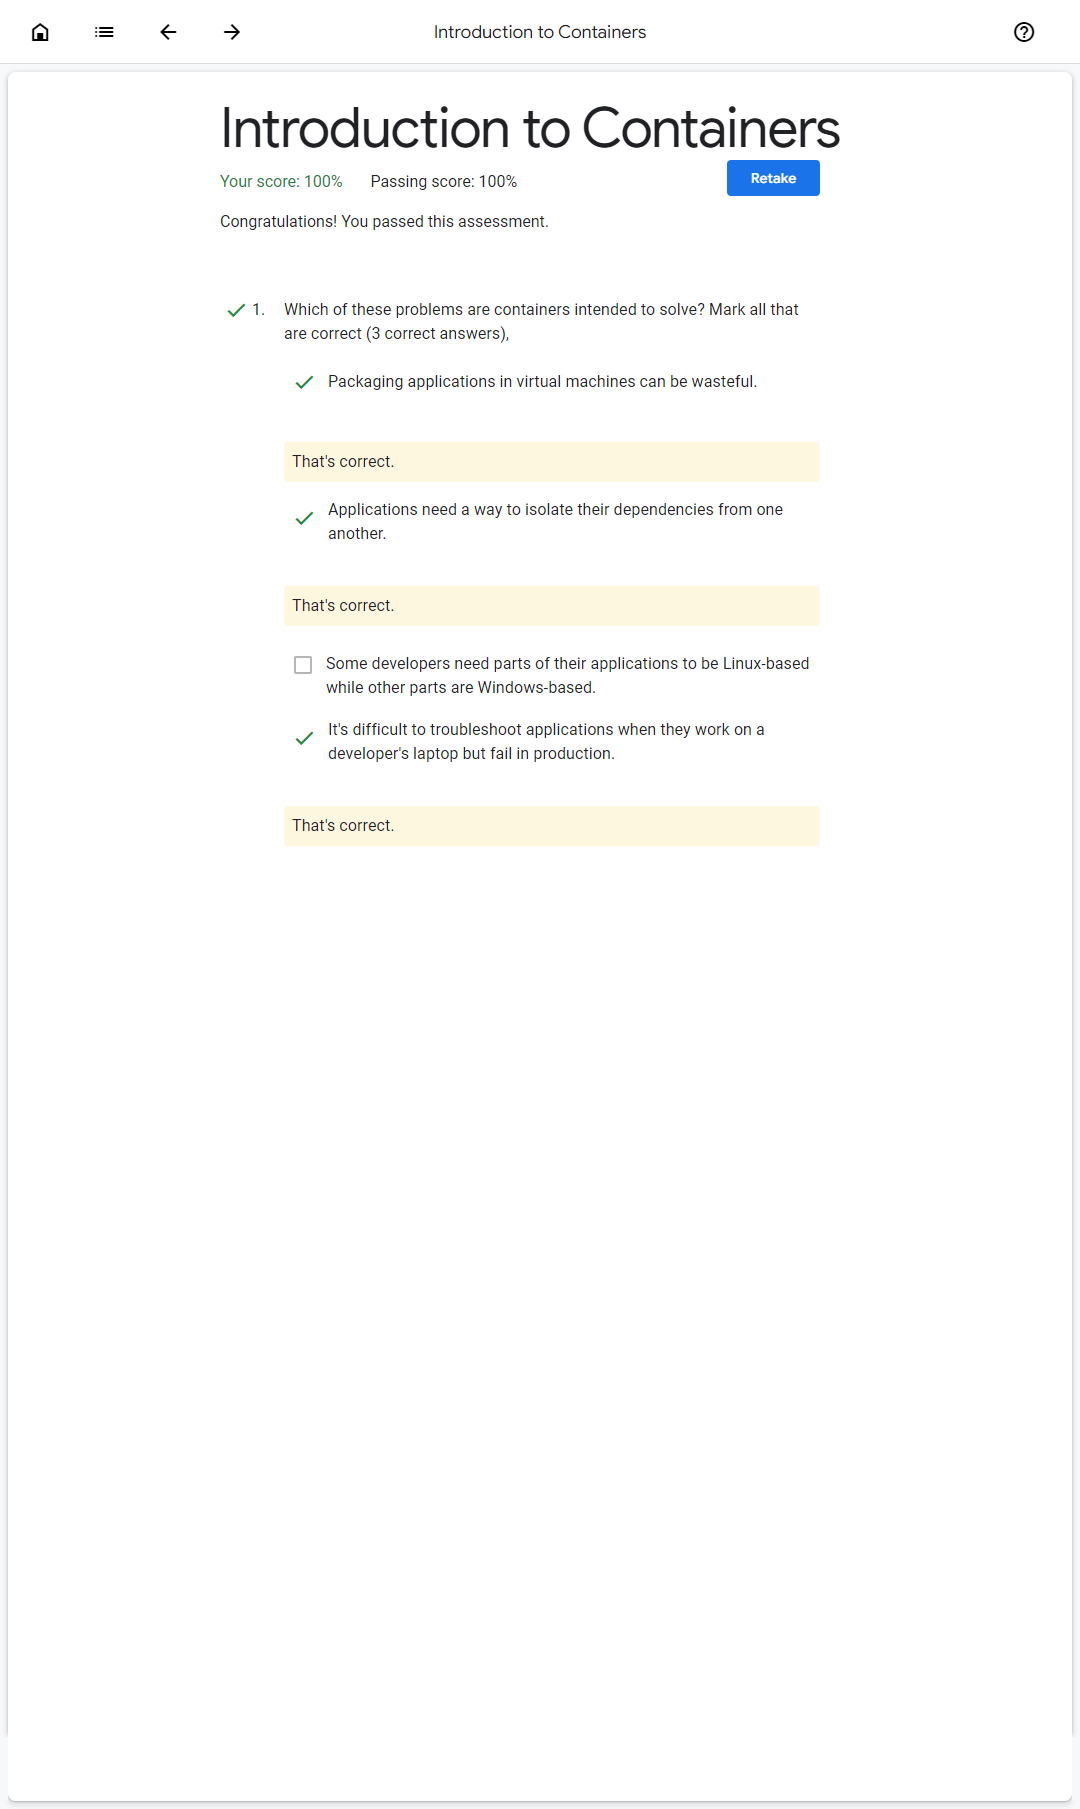 Introduction to Containers
Introduction to Containers
Your score: 100% Passing score: 100% Retake
Congratulations! You passed this assessment.
1. Which of these problems are containers intended to solve? Mark all that
are correct (3 correct answers),
Packaging applications in virtual machines can be wasteful.
That's correct.
Applications need a way to isolate their dependencies from one
another.
That's correct.
Some developers need parts of their applications to be Linux-based
while other parts are Windows-based.
It's difficult to troubleshoot applications when they work on a
developer's laptop but fail in production.
That's correct.